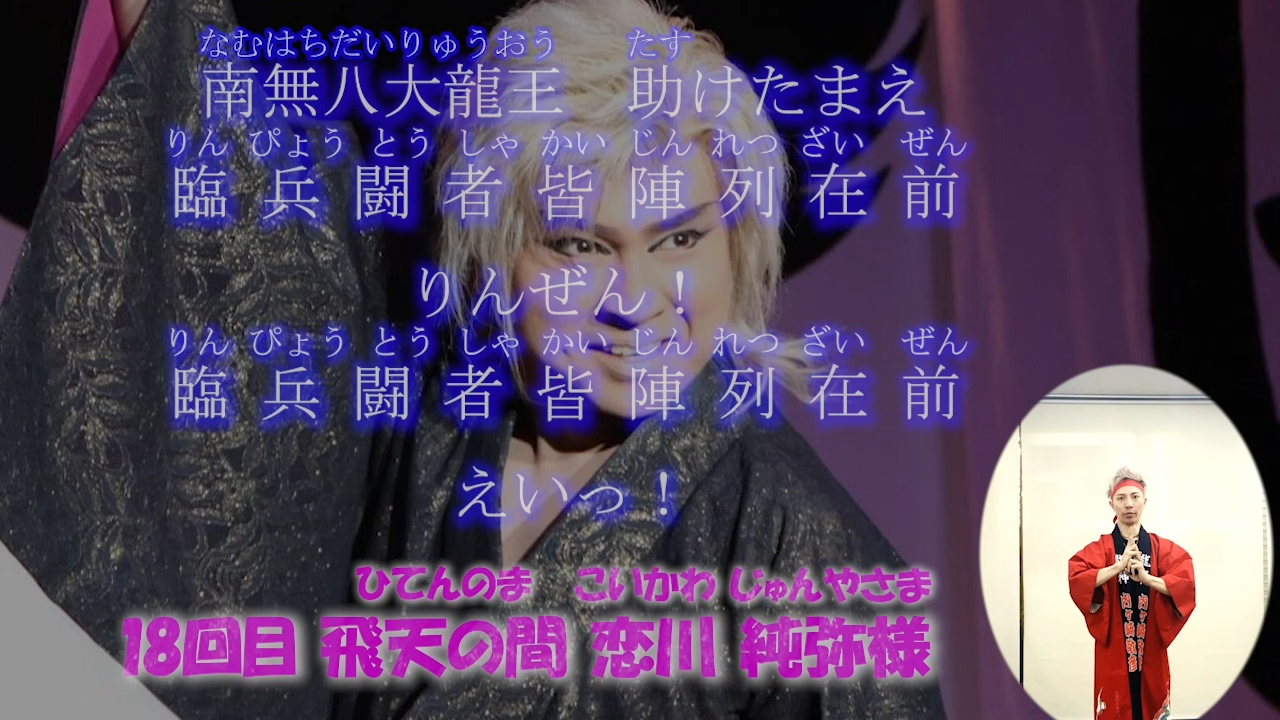 なむはちだいりゅうおう　たす
南無八大龍王　助けたまえ
りん ぴょう とう しゃ かい じん れつ ざい ぜん
臨 兵 闘 者 皆 陣 列 在 前
りんぜん！
りん ぴょう とう しゃ かい じん れつ ざい ぜん
臨 兵 闘 者 皆 陣 列 在 前
えいっ！
ひてんのま　こいかわ じゅんやさま
18回目 飛天の間 恋川 純弥様